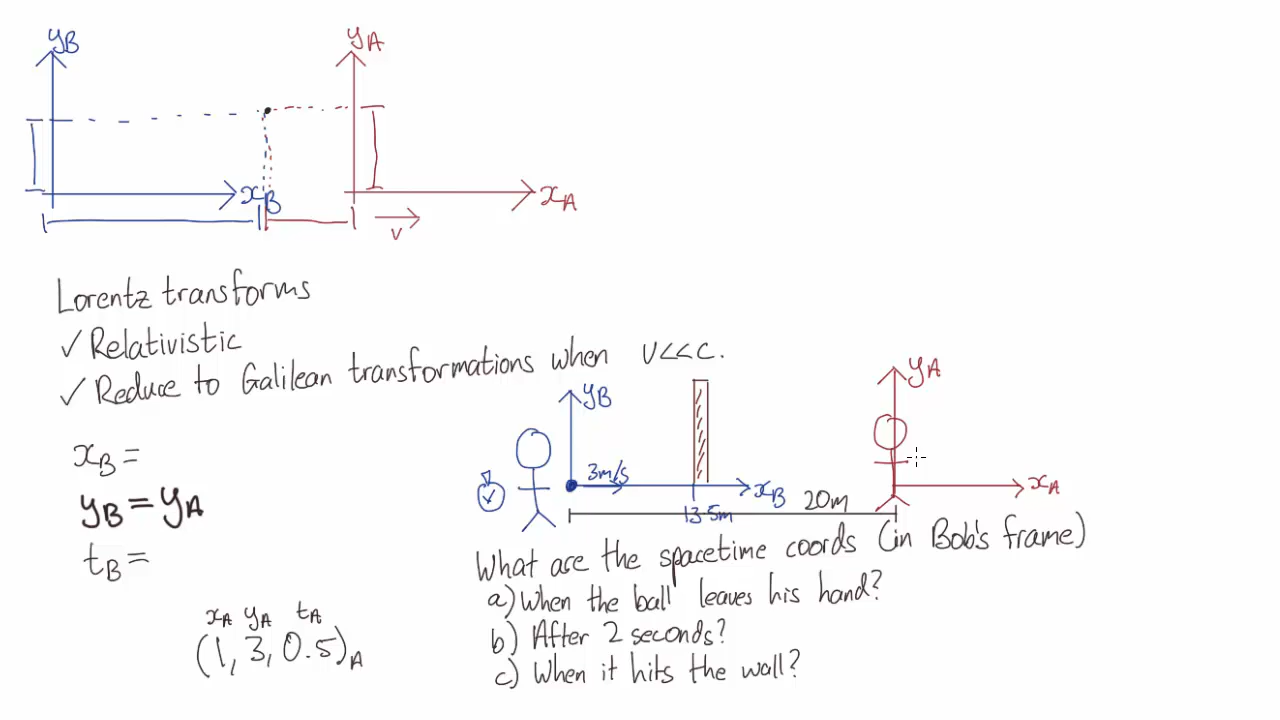 yB
yA
xB
xA
v
Lorentz transforms
✓ Relativistic
✓ Reduce to Galilean transformations when v<<c.
xB =
yB = yA
tB =
xA yA tA
(1, 3, 0.5)A
yB
yA
3m/s
xB
xA
13.5m
20m
What are the spacetime coords (in Bob's frame)
a) When the ball leaves his hand?
b) After 2 seconds?
c) When it hits the wall?